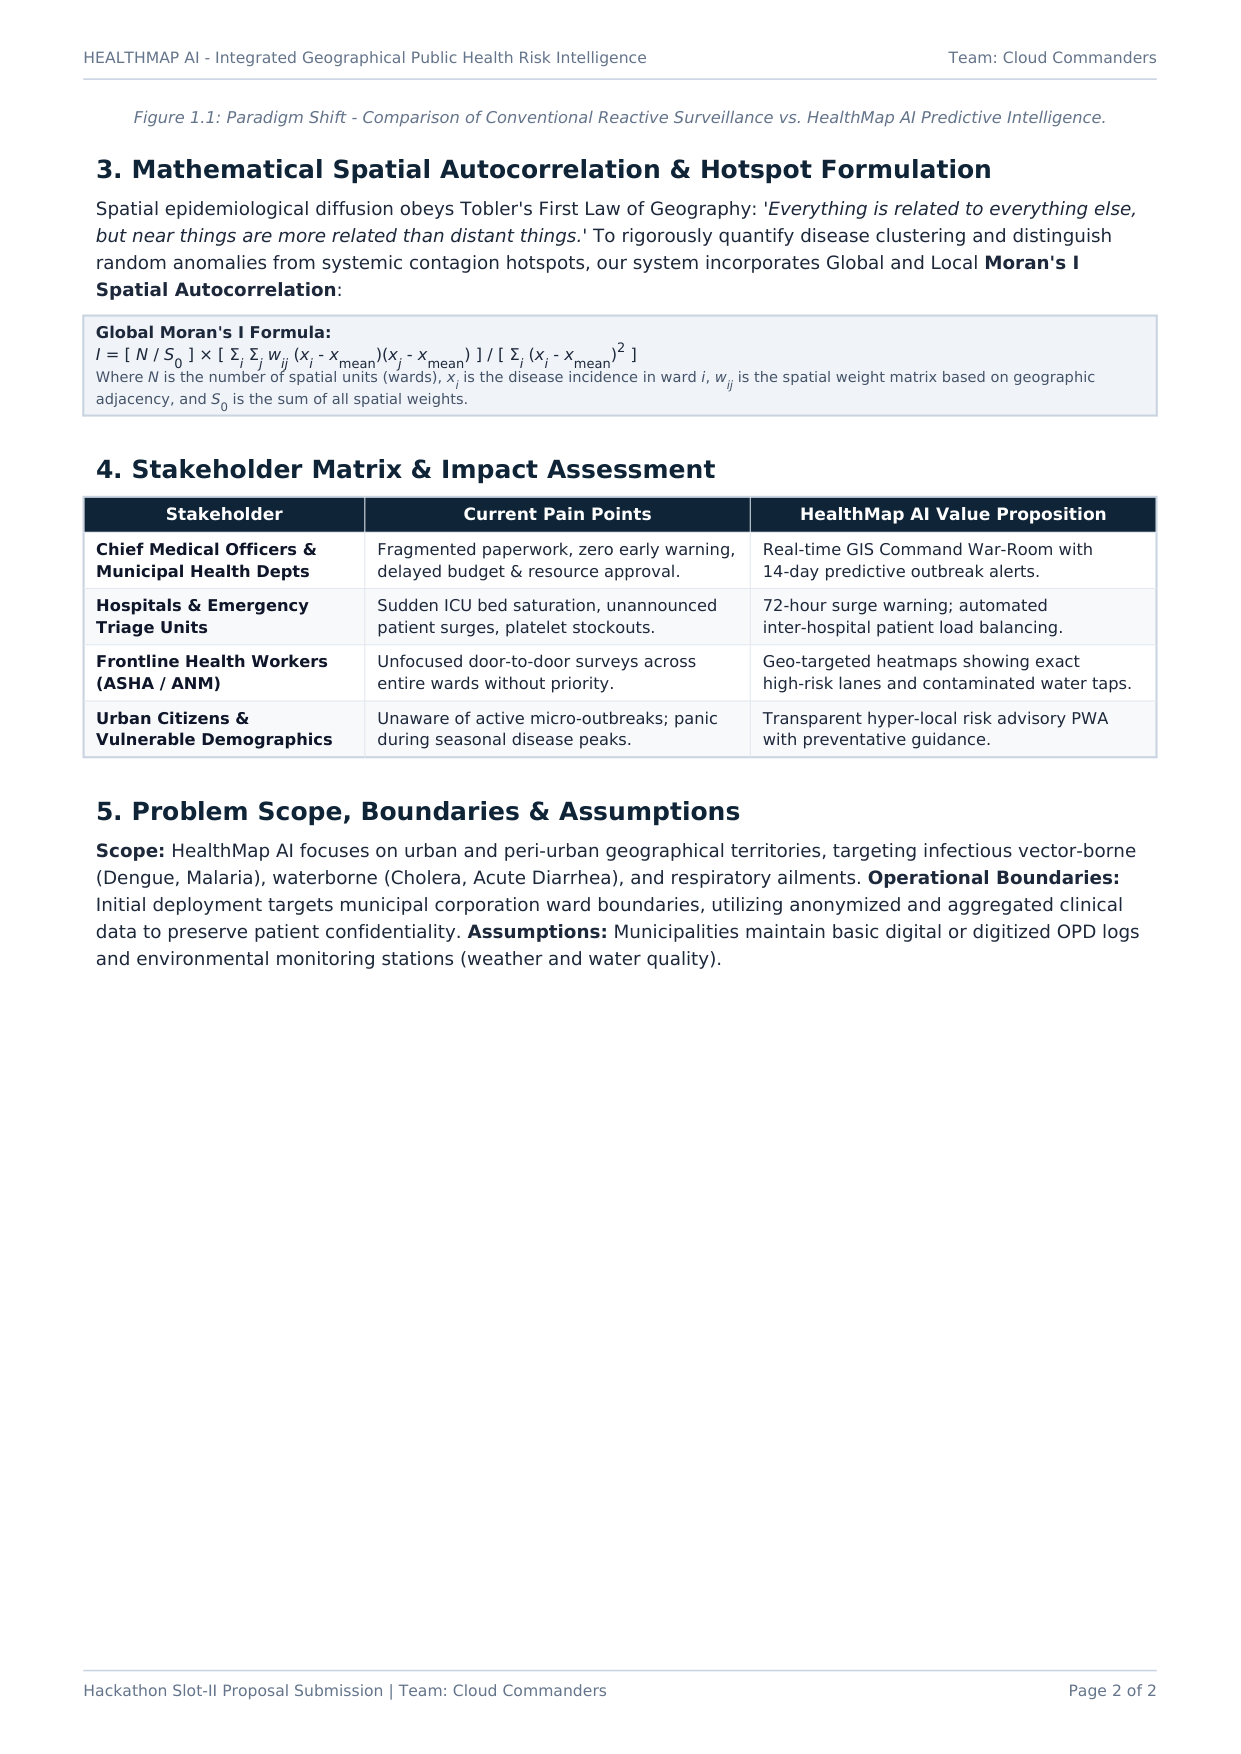 HEALTHMAP AI - Integrated Geographical Public Health Risk Intelligence
Team: Cloud Commanders
Figure 1.1: Paradigm Shift - Comparison of Conventional Reactive Surveillance vs. HealthMap AI Predictive Intelligence.
3. Mathematical Spatial Autocorrelation & Hotspot Formulation
Spatial epidemiological diffusion obeys Tobler's First Law of Geography: 'Everything is related to everything else,
but near things are more related than distant things.' To rigorously quantify disease clustering and distinguish
random anomalies from systemic contagion hotspots, our system incorporates Global and Local Moran's I
Spatial Autocorrelation:
Global Moran's I Formula:
I = [ N / S₀ ] × [ Σᵢ Σⱼ wᵢⱼ (xᵢ - x_mean)(xⱼ - x_mean) ] / [ Σᵢ (xᵢ - x_mean)² ]
Where N is the number of spatial units (wards), xᵢ is the disease incidence in ward i, wᵢⱼ is the spatial weight matrix based on geographic
adjacency, and S₀ is the sum of all spatial weights.
4. Stakeholder Matrix & Impact Assessment
Stakeholder
Current Pain Points
HealthMap AI Value Proposition
Chief Medical Officers &
Municipal Health Depts
Fragmented paperwork, zero early warning,
delayed budget & resource approval.
Real-time GIS Command War-Room with
14-day predictive outbreak alerts.
Hospitals & Emergency
Triage Units
Sudden ICU bed saturation, unannounced
patient surges, platelet stockouts.
72-hour surge warning; automated
inter-hospital patient load balancing.
Frontline Health Workers
(ASHA / ANM)
Unfocused door-to-door surveys across
entire wards without priority.
Geo-targeted heatmaps showing exact
high-risk lanes and contaminated water taps.
Urban Citizens &
Vulnerable Demographics
Unaware of active micro-outbreaks; panic
during seasonal disease peaks.
Transparent hyper-local risk advisory PWA
with preventative guidance.
5. Problem Scope, Boundaries & Assumptions
Scope: HealthMap AI focuses on urban and peri-urban geographical territories, targeting infectious vector-borne
(Dengue, Malaria), waterborne (Cholera, Acute Diarrhea), and respiratory ailments. Operational Boundaries:
Initial deployment targets municipal corporation ward boundaries, utilizing anonymized and aggregated clinical
data to preserve patient confidentiality. Assumptions: Municipalities maintain basic digital or digitized OPD logs
and environmental monitoring stations (weather and water quality).
Hackathon Slot-II Proposal Submission | Team: Cloud Commanders
Page 2 of 2